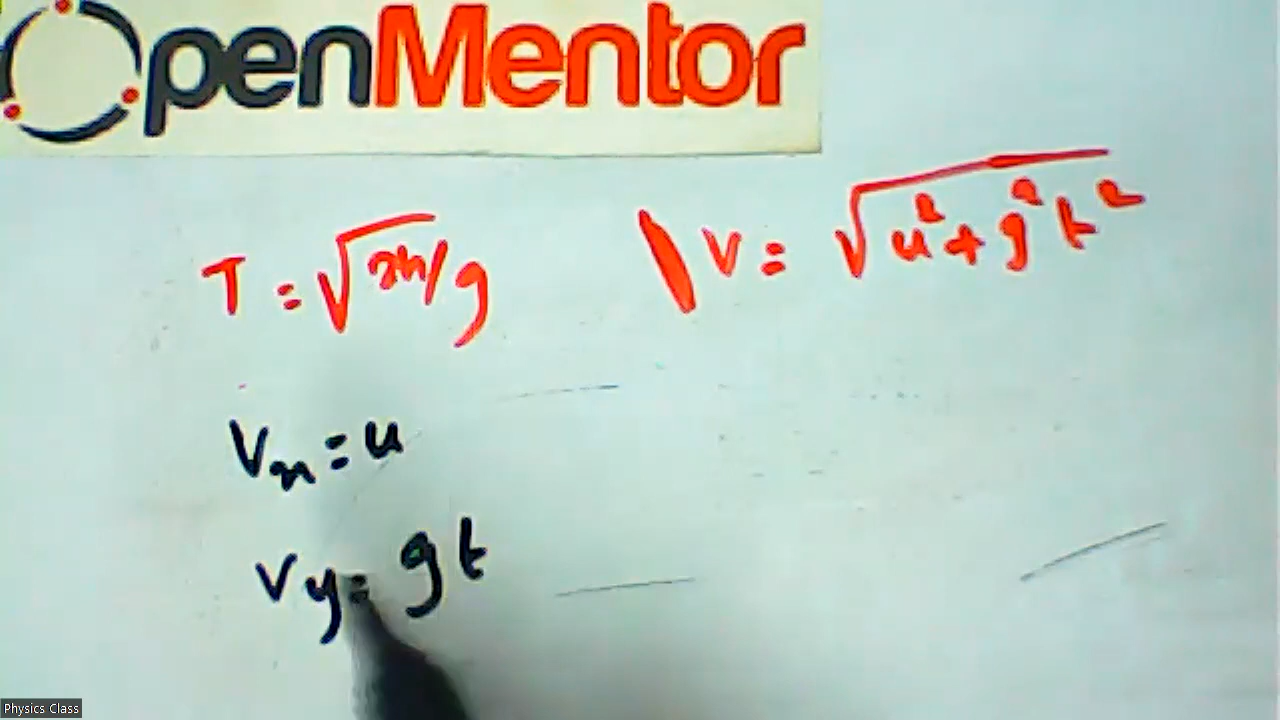 OpenMentor
T = √2h/g
V = √u²+g²t²
Vx = u
Vy = gt
Physics Class